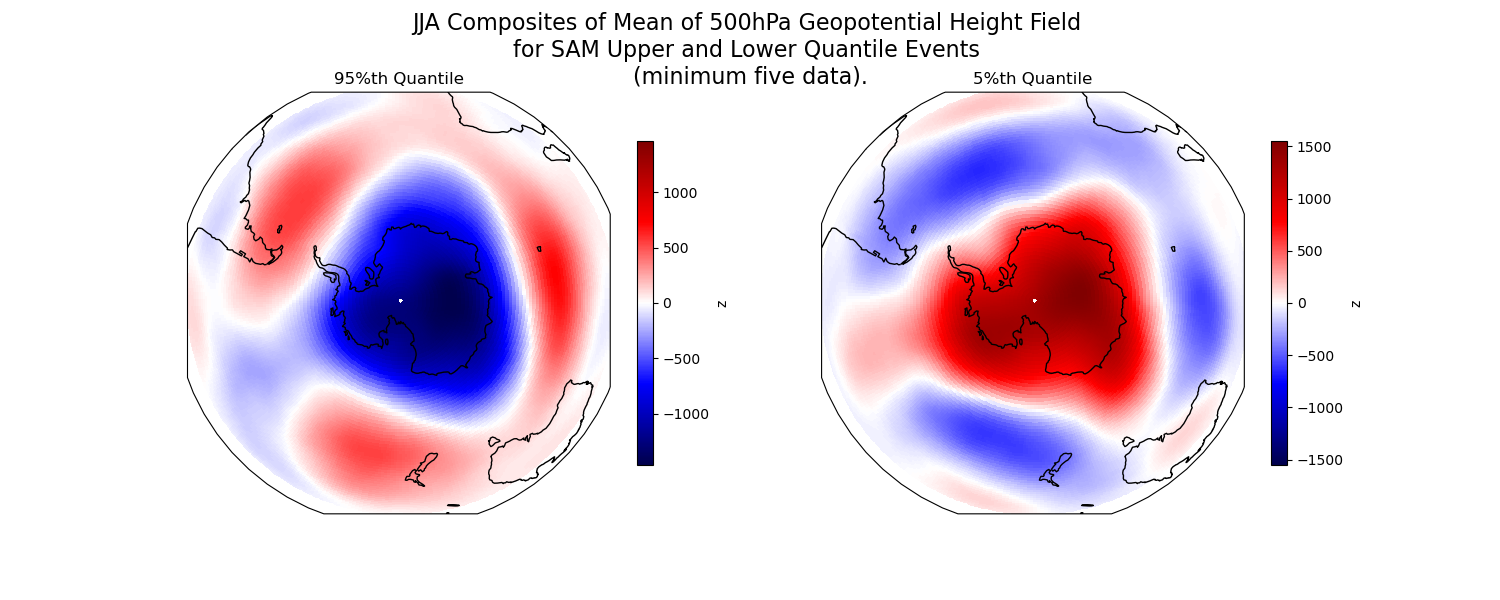 JJA Composites of Mean of 500hPa Geopotential Height Field
for SAM Upper and Lower Quantile Events
(minimum five data).
95%th Quantile
5%th Quantile
1000
500
0
−500
−1000
z
1500
1000
500
0
−500
−1000
−1500
z